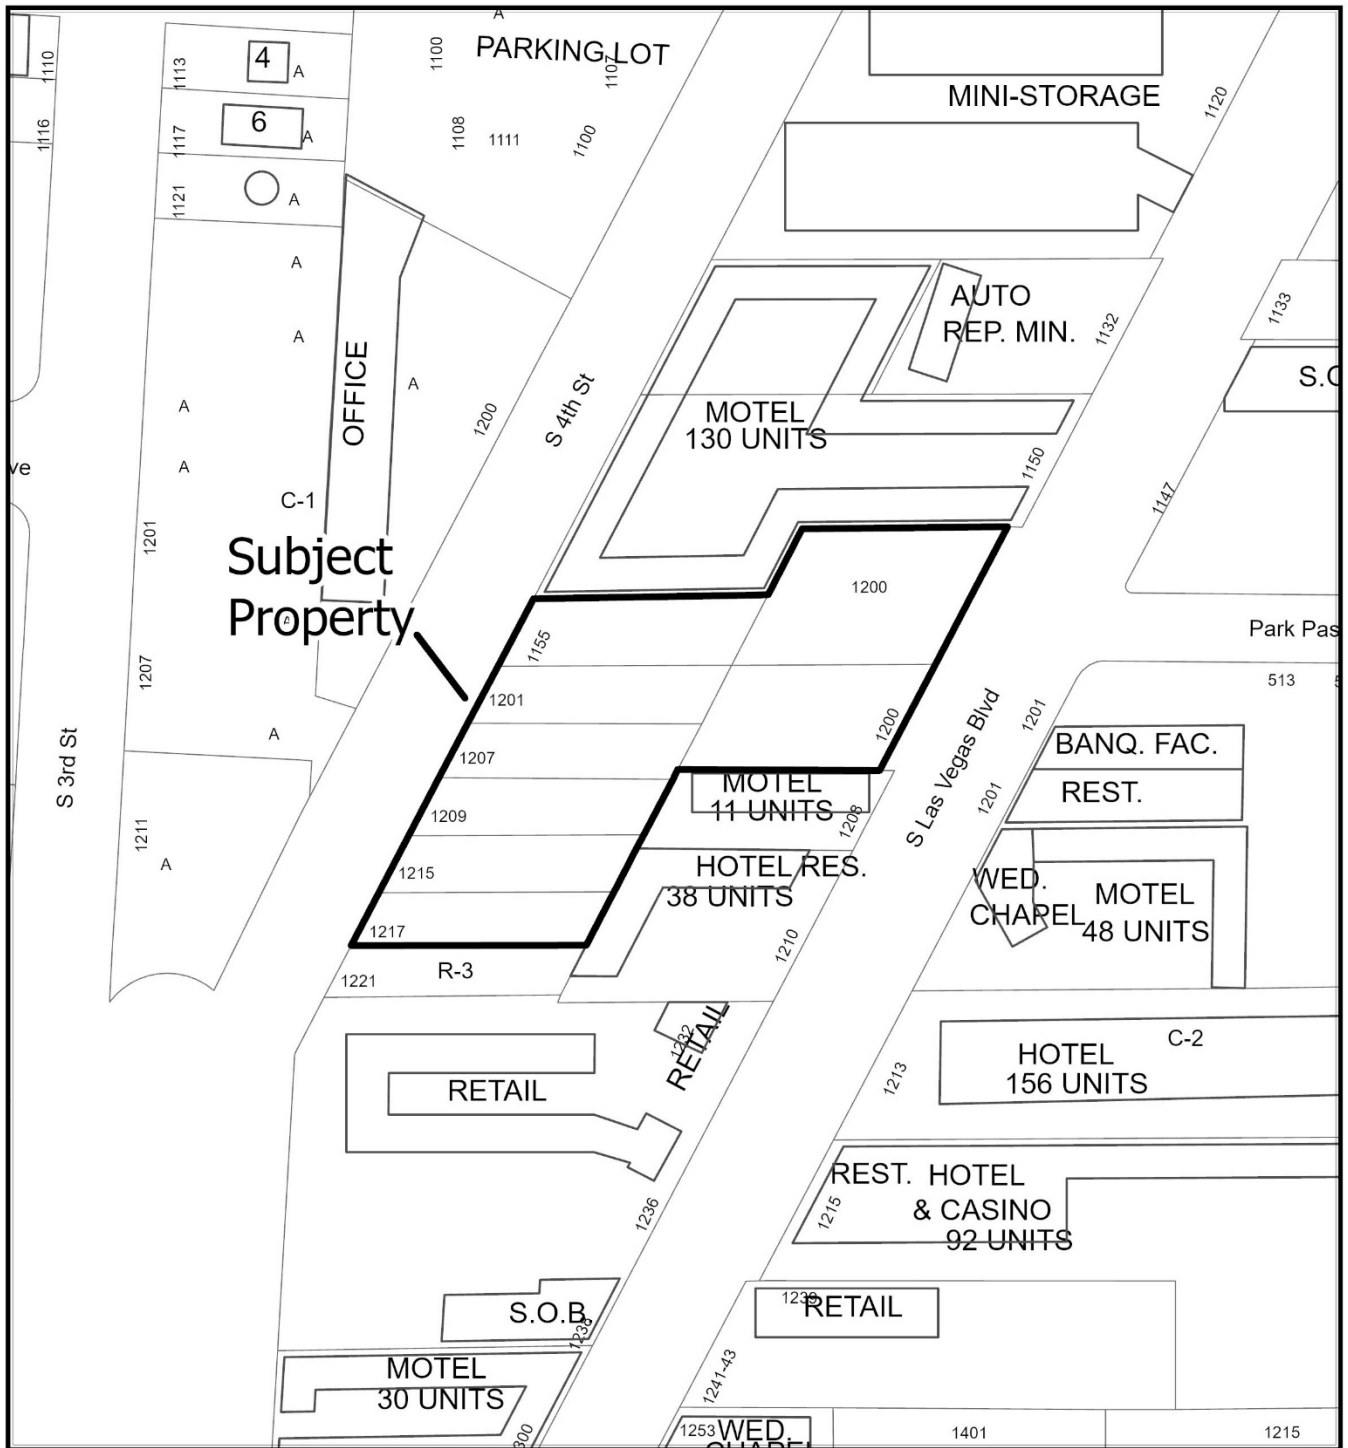 A
PARKING LOT
1110
1113
4
A
1100
1107
MINI-STORAGE
1120
1116
1117
6
A
1108
1111
1100
1121
A
A
A
OFFICE
A
1200
S 4th St
AUTO
REP. MIN.
1132
1133
A
A
MOTEL
130 UNITS
1150
1147
C-1
1201
Subject
Property
A
1200
1155
Park Pas
1207
1201
513
1200
1201
S Las Vegas Blvd
S 3rd St
A
1207
BANQ. FAC.
REST.
1201
MOTEL
11 UNITS
1208
1209
1211
A
1215
HOTEL RES.
38 UNITS
WED.
CHAPEL
MOTEL
48 UNITS
1217
1210
1221
R-3
1232
RETAIL
RETAIL
1213
C-2
HOTEL
156 UNITS
1236
REST.
HOTEL
& CASINO
92 UNITS
1215
S.O.B.
1238
1239
RETAIL
MOTEL
30 UNITS
1241-43
1253
WED.
CHAPEL
1401
1215